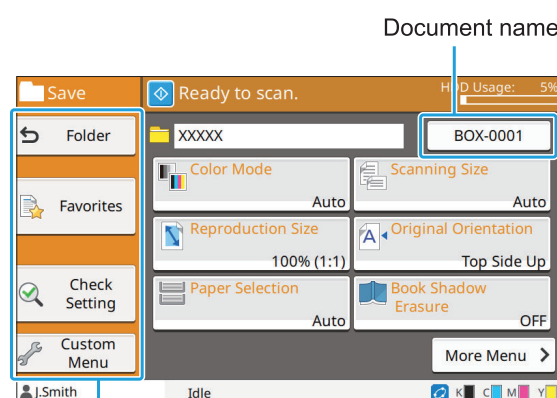 Document name
Save
Ready to scan.
HDD Usage: 5%
Folder
XXXXX
BOX-0001
Favorites
Color Mode
Auto
Scanning Size
Auto
Reproduction Size
100% (1:1)
Original Orientation
Top Side Up
Check
Setting
Paper Selection
Auto
Book Shadow
Erasure
OFF
Custom
Menu
More Menu
J.Smith
Idle
K C M Y